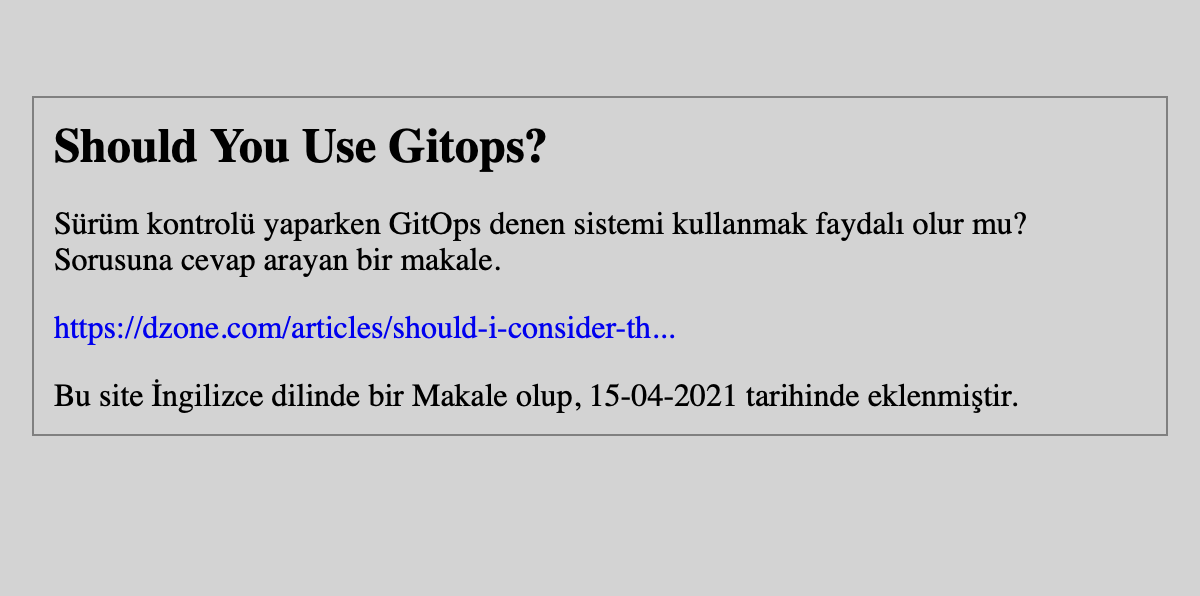 Should You Use Gitops?
Sürüm kontrolü yaparken GitOps denen sistemi kullanmak faydalı olur mu?
Sorusuna cevap arayan bir makale.
https://dzone.com/articles/should-i-consider-th...
Bu site İngilizce dilinde bir Makale olup, 15-04-2021 tarihinde eklenmiştir.